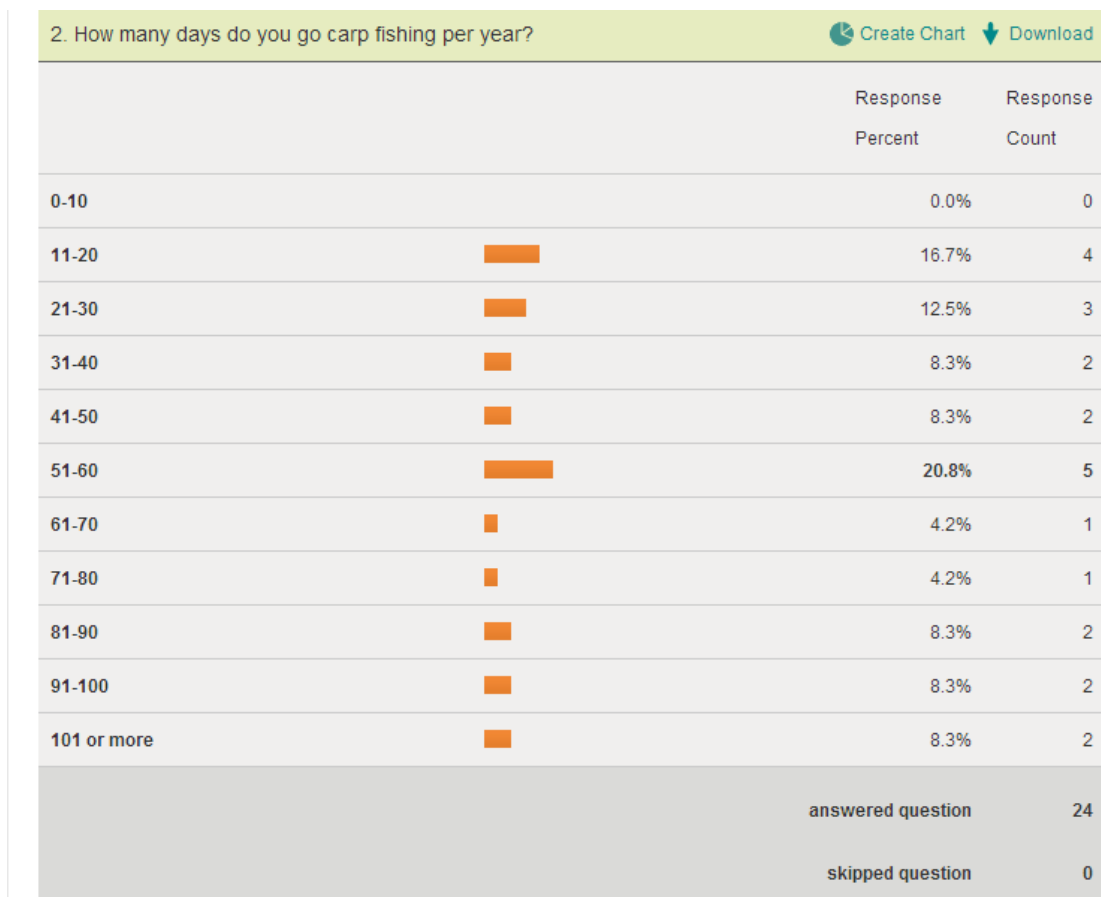 2. How many days do you go carp fishing per year? Create Chart Download
Response Response
Percent Count
0-10 0.0% 0
11-20 16.7% 4
21-30 12.5% 3
31-40 8.3% 2
41-50 8.3% 2
51-60 20.8% 5
61-70 4.2% 1
71-80 4.2% 1
81-90 8.3% 2
91-100 8.3% 2
101 or more 8.3% 2
answered question 24
skipped question 0